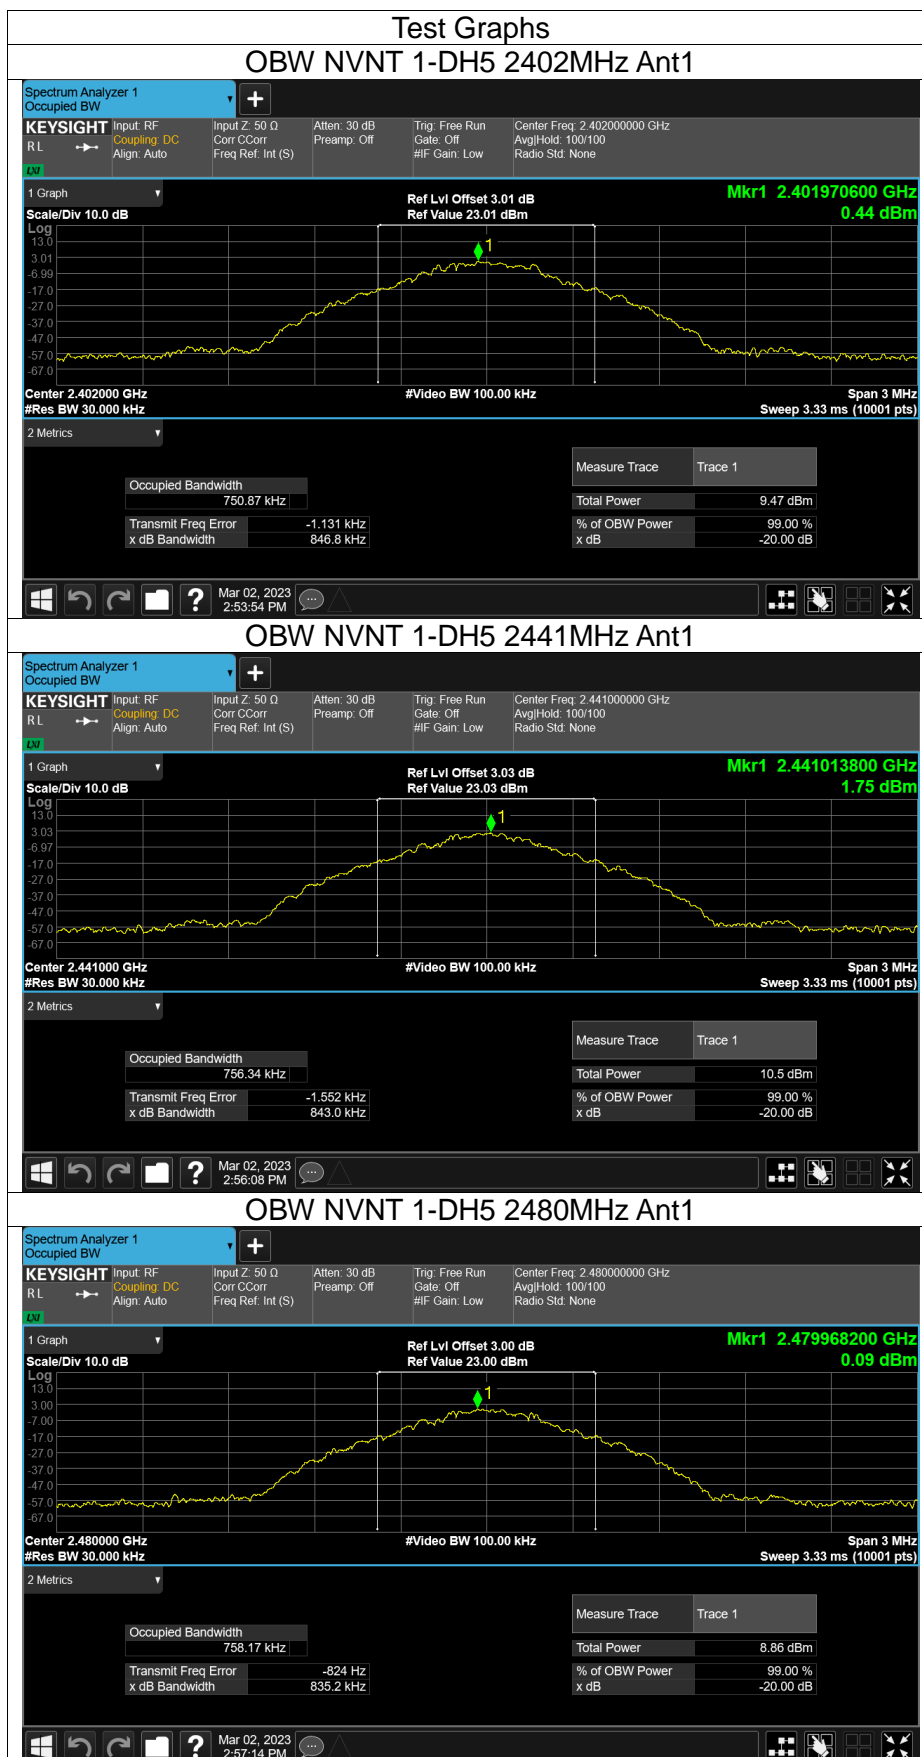 Test Graphs
OBW NVNT 1-DH5 2402MHz Ant1
Spectrum Analyzer 1
Occupied BW
KEYSIGHT Input: RF Input Z: 50 Ω Atten: 30 dB Trig: Free Run Center Freq: 2.402000000 GHz
RL Coupling: DC Corr CCorr Preamp: Off Gate: Off Avg|Hold: 100/100
Align: Auto Freq Ref: Int (S) #IF Gain: Low Radio Std: None
LXI
1 Graph Ref Lvl Offset 3.01 dB Mkr1 2.401970600 GHz
Scale/Div 10.0 dB Ref Value 23.01 dBm 0.44 dBm
Log
13.0
3.01
-6.99
-17.0
-27.0
-37.0
-47.0
-57.0
-67.0
1
Center 2.402000 GHz #Video BW 100.00 kHz Span 3 MHz
#Res BW 30.000 kHz Sweep 3.33 ms (10001 pts)
2 Metrics
Measure Trace Trace 1
Occupied Bandwidth
750.87 kHz Total Power 9.47 dBm
Transmit Freq Error -1.131 kHz % of OBW Power 99.00 %
x dB Bandwidth 846.8 kHz x dB -20.00 dB
? Mar 02, 2023
2:53:54 PM
OBW NVNT 1-DH5 2441MHz Ant1
Spectrum Analyzer 1
Occupied BW
KEYSIGHT Input: RF Input Z: 50 Ω Atten: 30 dB Trig: Free Run Center Freq: 2.441000000 GHz
RL Coupling: DC Corr CCorr Preamp: Off Gate: Off Avg|Hold: 100/100
Align: Auto Freq Ref: Int (S) #IF Gain: Low Radio Std: None
LXI
1 Graph Ref Lvl Offset 3.03 dB Mkr1 2.441013800 GHz
Scale/Div 10.0 dB Ref Value 23.03 dBm 1.75 dBm
Log
13.0
3.03
-6.97
-17.0
-27.0
-37.0
-47.0
-57.0
-67.0
1
Center 2.441000 GHz #Video BW 100.00 kHz Span 3 MHz
#Res BW 30.000 kHz Sweep 3.33 ms (10001 pts)
2 Metrics
Measure Trace Trace 1
Occupied Bandwidth
756.34 kHz Total Power 10.5 dBm
Transmit Freq Error -1.552 kHz % of OBW Power 99.00 %
x dB Bandwidth 843.0 kHz x dB -20.00 dB
? Mar 02, 2023
2:56:08 PM
OBW NVNT 1-DH5 2480MHz Ant1
Spectrum Analyzer 1
Occupied BW
KEYSIGHT Input: RF Input Z: 50 Ω Atten: 30 dB Trig: Free Run Center Freq: 2.480000000 GHz
RL Coupling: DC Corr CCorr Preamp: Off Gate: Off Avg|Hold: 100/100
Align: Auto Freq Ref: Int (S) #IF Gain: Low Radio Std: None
LXI
1 Graph Ref Lvl Offset 3.00 dB Mkr1 2.479968200 GHz
Scale/Div 10.0 dB Ref Value 23.00 dBm 0.09 dBm
Log
13.0
3.00
-7.00
-17.0
-27.0
-37.0
-47.0
-57.0
-67.0
1
Center 2.480000 GHz #Video BW 100.00 kHz Span 3 MHz
#Res BW 30.000 kHz Sweep 3.33 ms (10001 pts)
2 Metrics
Measure Trace Trace 1
Occupied Bandwidth
758.17 kHz Total Power 8.86 dBm
Transmit Freq Error -824 Hz % of OBW Power 99.00 %
x dB Bandwidth 835.2 kHz x dB -20.00 dB
? Mar 02, 2023
2:57:14 PM